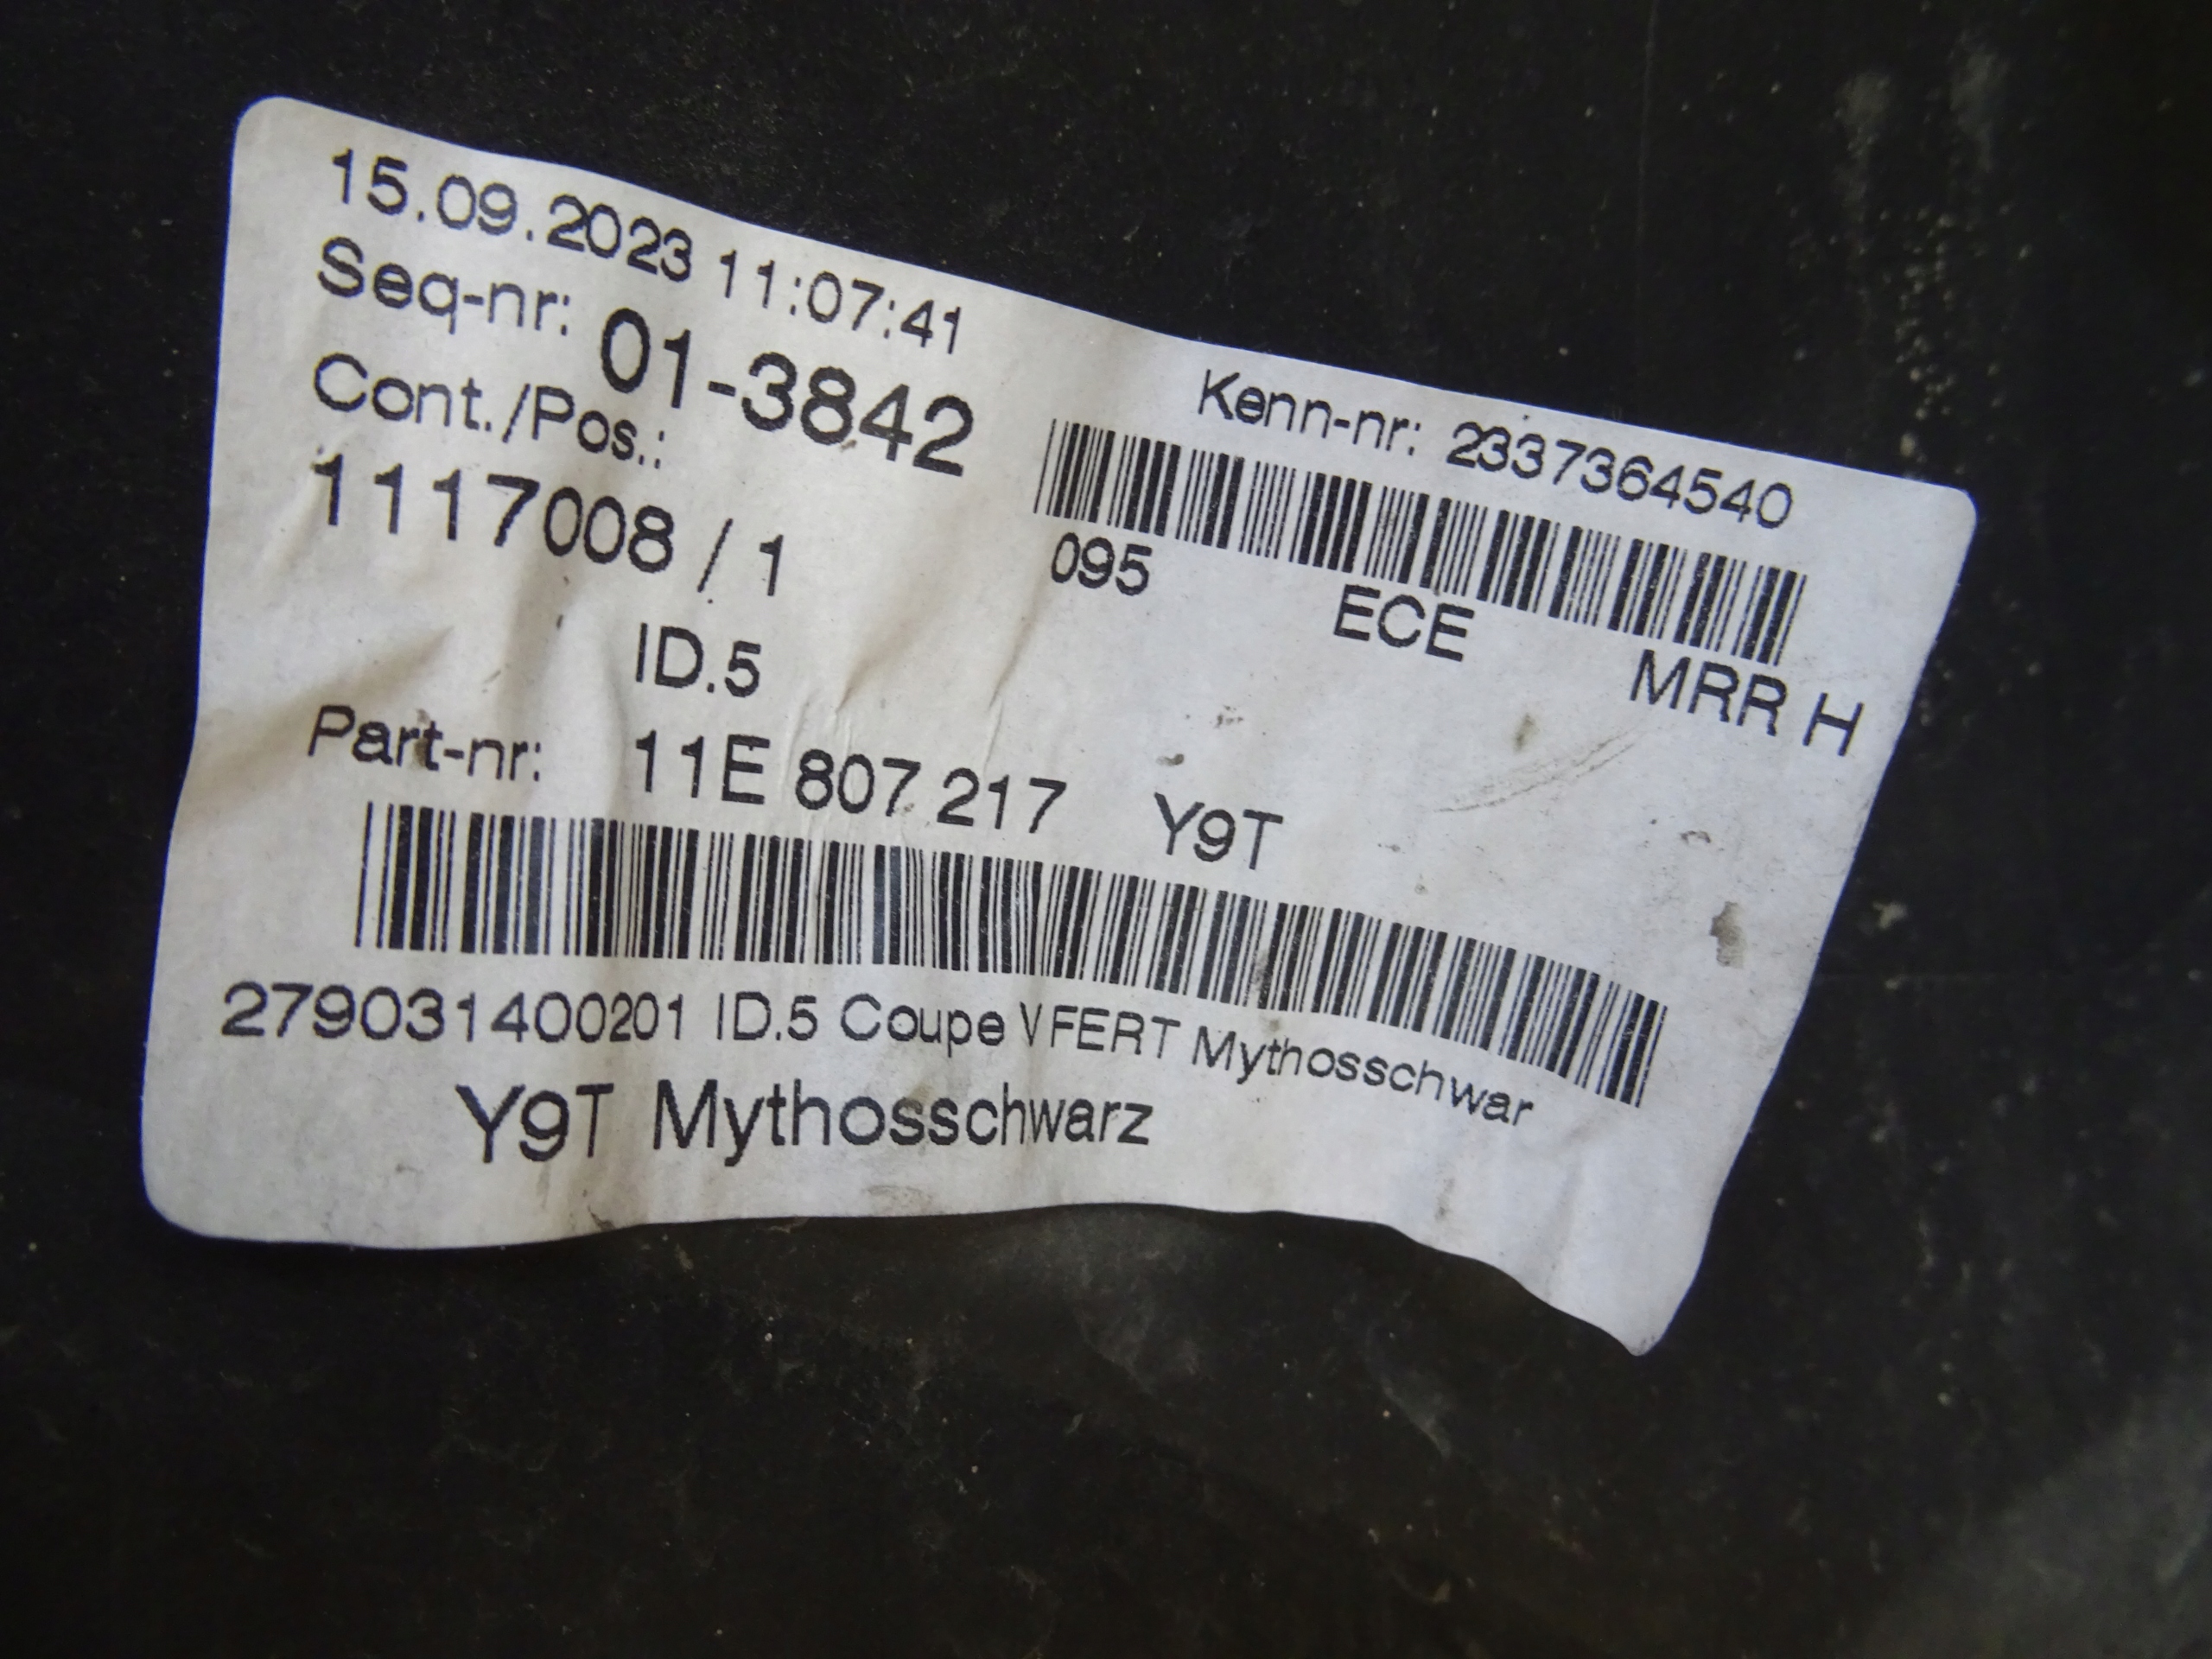 15.09.2023 11:07:41
Seq-nr: 01-3842
Kenn-nr: 2337364540
Cont./Pos.:
1117008 / 1
095 ECE MRR H
ID.5
Part-nr: 11E 807 217 Y9T
279031400201 ID.5 Coupe VFERT Mythosschwar
Y9T Mythosschwarz